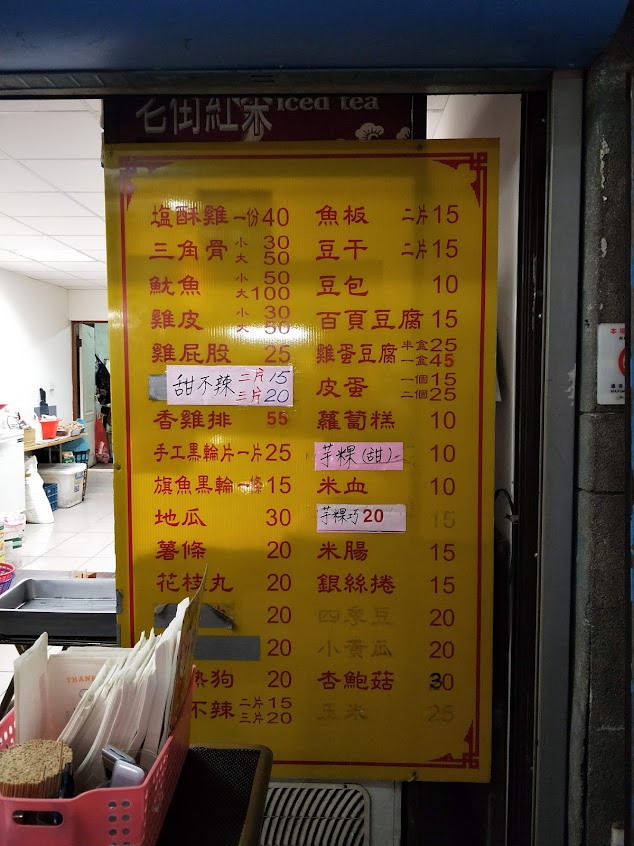 老街紅茶 iced tea
塩酥雞 一份 40
三角骨 小 30 大 50
魷魚 小 50 大 100
雞皮 小 30 大 50
雞屁股 25
甜不辣 二片 15 三片 20
香雞排 55
手工黑輪片 一片 25
旗魚黑輪 一條 15
地瓜 30
薯條 20
花枝丸 20
20
20
熱狗 20
不辣 二片 15 三片 20
魚板 二片 15
豆干 二片 15
豆包 10
百頁豆腐 15
雞蛋豆腐 半盒 25 一盒 45
皮蛋 一個 15 二個 25
蘿蔔糕 10
芋粿(甜) 10
米血 10
芋粿巧 20 15
米腸 15
銀絲捲 15
四季豆 20
小黃瓜 20
杏鮑菇 30
玉米 25
THANK